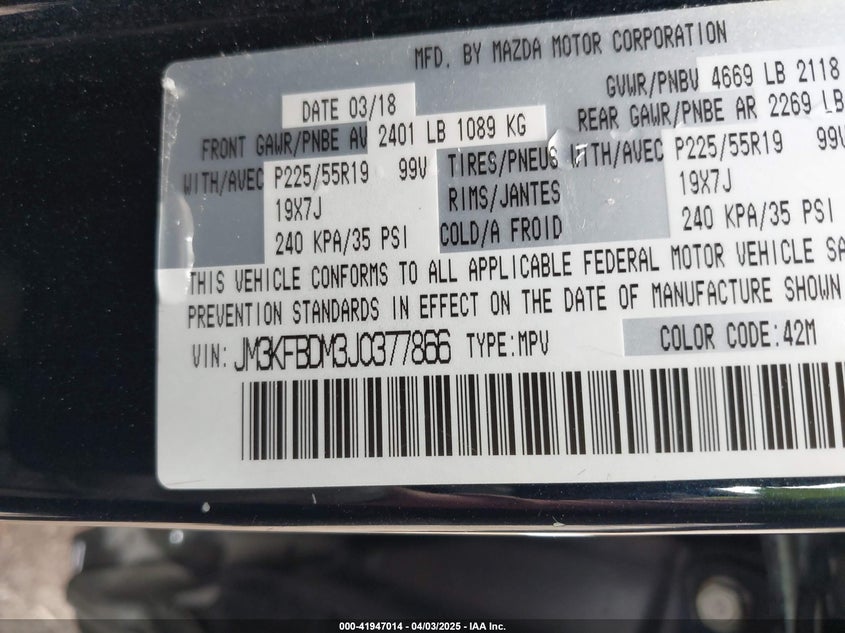 MFD. BY MAZDA MOTOR CORPORATION
DATE 03/18 GVWR/PNBV 4669 LB 2118
FRONT GAWR/PNBE AV 2401 LB 1089 KG REAR GAWR/PNBE AR 2269 LB
WITH/AVEC P225/55R19 99V TIRES/PNEUS WITH/AVEC P225/55R19 99V
19X7J RIMS/JANTES 19X7J
240 KPA/35 PSI COLD/A FROID 240 KPA/35 PSI
THIS VEHICLE CONFORMS TO ALL APPLICABLE FEDERAL MOTOR VEHICLE SA
PREVENTION STANDARDS IN EFFECT ON THE DATE OF MANUFACTURE SHOWN
VIN: JM3KFBDM3J0377866 TYPE:MPV COLOR CODE:42M
000-41947014 - 04/03/2025 - IAA Inc.